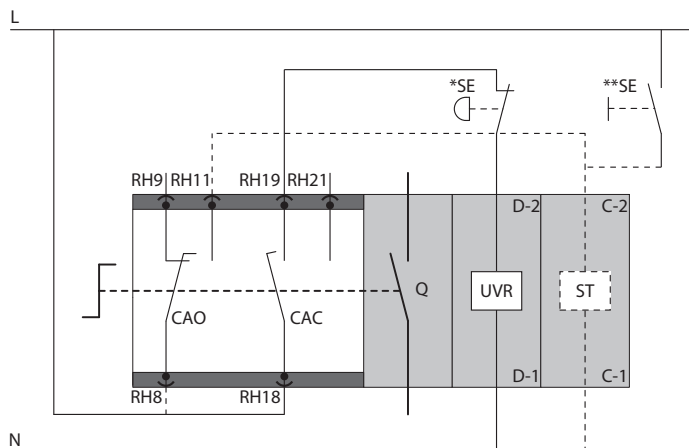 L
*SE
**SE
RH9 RH11 RH19 RH21
D-2 C-2
Q UVR ST
CAO CAC
D-1 C-1
RH8 RH18
N